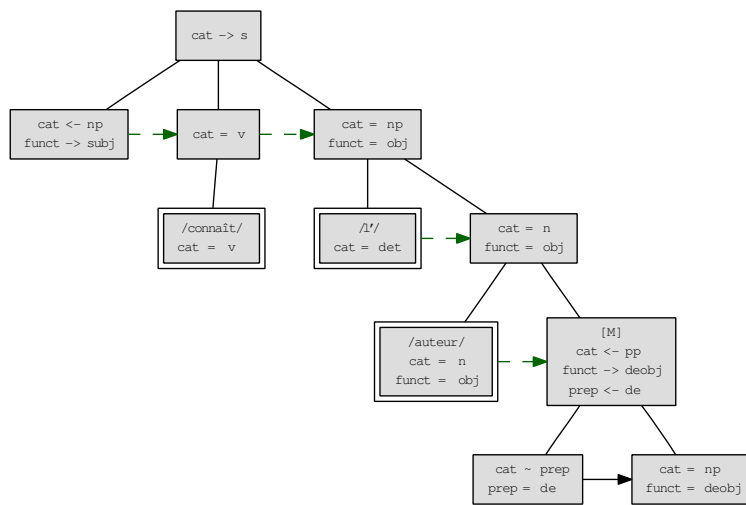 cat -> s
cat <- np
funct -> subj
cat = v
cat = np
funct = obj
/connaît/
cat = v
/l'/
cat = det
cat = n
funct = obj
/auteur/
cat = n
funct = obj
[M]
cat <- pp
funct -> deobj
prep <- de
cat ~ prep
prep = de
cat = np
funct = deobj